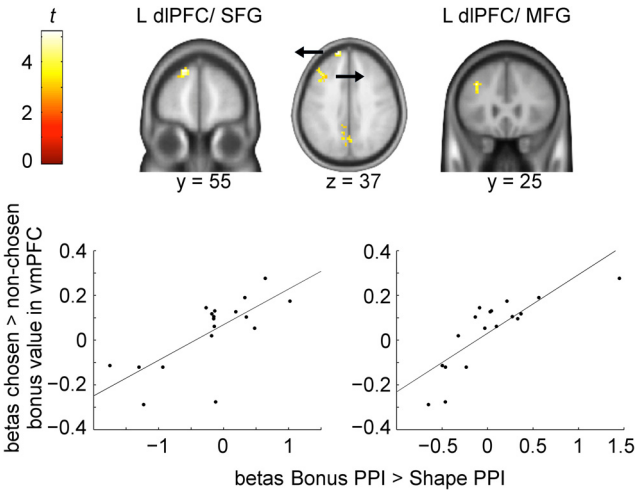 t
L dlPFC/ SFG
L dlPFC/ MFG
4
2
0
y = 55
z = 37
y = 25
betas chosen > non-chosen
bonus value in vmPFC
0.4
0.2
0
−0.2
−0.4
−1
0
1
0.4
0.2
0
−0.2
−0.4
−0.5
0
0.5
1
1.5
betas Bonus PPI > Shape PPI